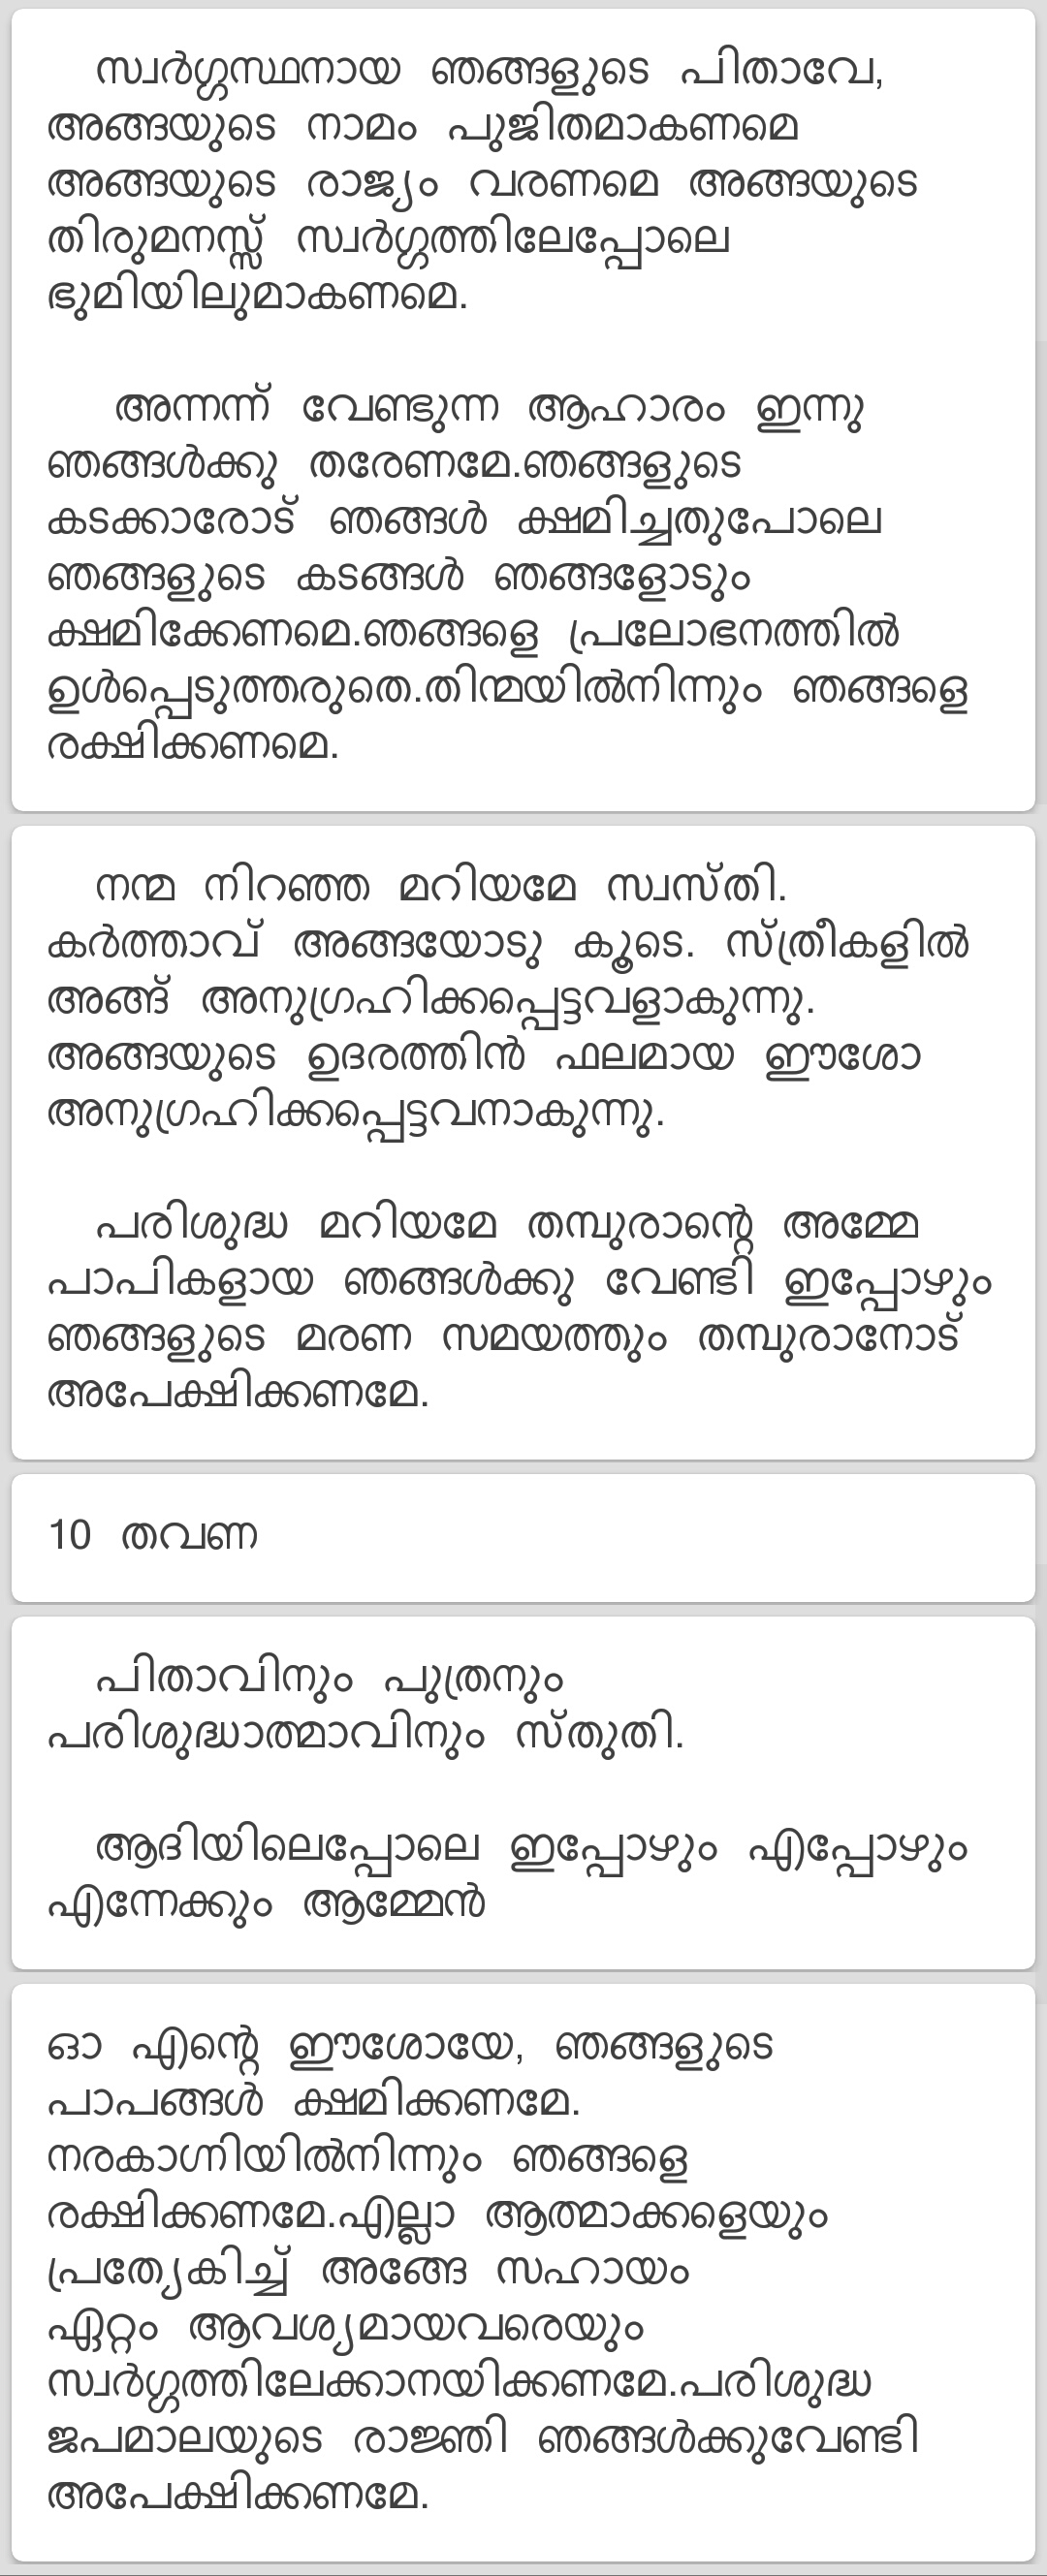 സ്വർഗ്ഗസ്ഥനായ ഞങ്ങളുടെ പിതാവേ,
അങ്ങയുടെ നാമം പുജിതമാകണമെ
അങ്ങയുടെ രാജ്യം വരണമെ അങ്ങയുടെ
തിരുമനസ്സ് സ്വർഗ്ഗത്തിലേപ്പോലെ
ഭുമിയിലുമാകണമെ.
അന്നന്ന് വേണ്ടുന്ന ആഹാരം ഇന്നു
ഞങ്ങൾക്കു തരേണമേ.ഞങ്ങളുടെ
കടക്കാരോട് ഞങ്ങൾ ക്ഷമിച്ചതുപോലെ
ഞങ്ങളുടെ കടങ്ങൾ ഞങ്ങളോടും
ക്ഷമിക്കേണമെ.ഞങ്ങളെ പ്രലോഭനത്തിൽ
ഉൾപ്പെടുത്തരുതെ.തിന്മയിൽനിന്നും ഞങ്ങളെ
രക്ഷിക്കണമെ.
നന്മ നിറഞ്ഞ മറിയമേ സ്വസ്തി.
കർത്താവ് അങ്ങയോടു കൂടെ. സ്ത്രീകളിൽ
അങ്ങ് അനുഗ്രഹിക്കപ്പെട്ടവളാകുന്നു.
അങ്ങയുടെ ഉദരത്തിൻ ഫലമായ ഈശോ
അനുഗ്രഹിക്കപ്പെട്ടവനാകുന്നു.
പരിശുദ്ധ മറിയമേ തമ്പുരാന്റെ അമ്മേ
പാപികളായ ഞങ്ങൾക്കു വേണ്ടി ഇപ്പോഴും
ഞങ്ങളുടെ മരണ സമയത്തും തമ്പുരാനോട്
അപേക്ഷിക്കണമേ.
10 തവണ
പിതാവിനും പുത്രനും
പരിശുദ്ധാത്മാവിനും സ്തുതി.
ആദിയിലെപ്പോലെ ഇപ്പോഴും എപ്പോഴും
എന്നേക്കും ആമ്മേൻ
ഓ എന്റെ ഈശോയേ, ഞങ്ങളുടെ
പാപങ്ങൾ ക്ഷമിക്കണമേ.
നരകാഗ്നിയിൽനിന്നും ഞങ്ങളെ
രക്ഷിക്കണമേ.എല്ലാ ആത്മാക്കളെയും
പ്രത്യേകിച്ച് അങ്ങേ സഹായം
ഏറ്റം ആവശ്യമായവരെയും
സ്വർഗ്ഗത്തിലേക്കാനയിക്കണമേ.പരിശുദ്ധ
ജപമാലയുടെ രാജ്ഞി ഞങ്ങൾക്കുവേണ്ടി
അപേക്ഷിക്കണമേ.